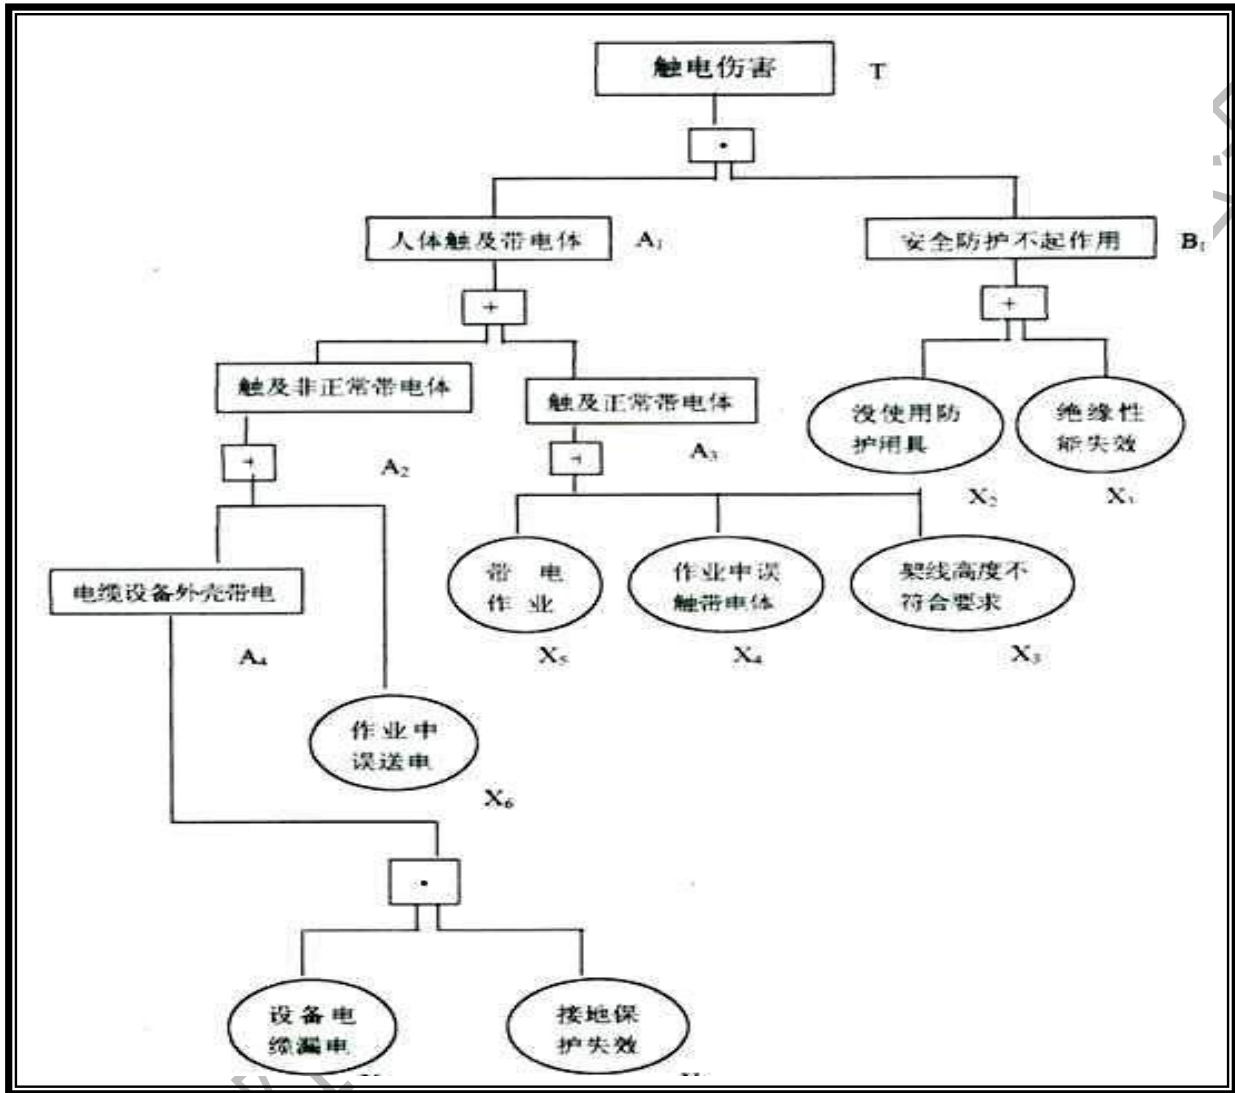 触电伤害
T
·
人体触及带电体
A₁
安全防护不起作用
B₁
+
+
触及非正常带电体
触及正常带电体
没使用防
护用具
绝缘性
能失效
+
A₂
+
A₃
X₂
X₁
带 电
作 业
作业中误
触带电体
架线高度不
符合要求
电缆设备外壳带电
A₄
X₅
X₄
X₃
作业中
误送电
X₆
·
设备电
缆漏电
接地保
护失效